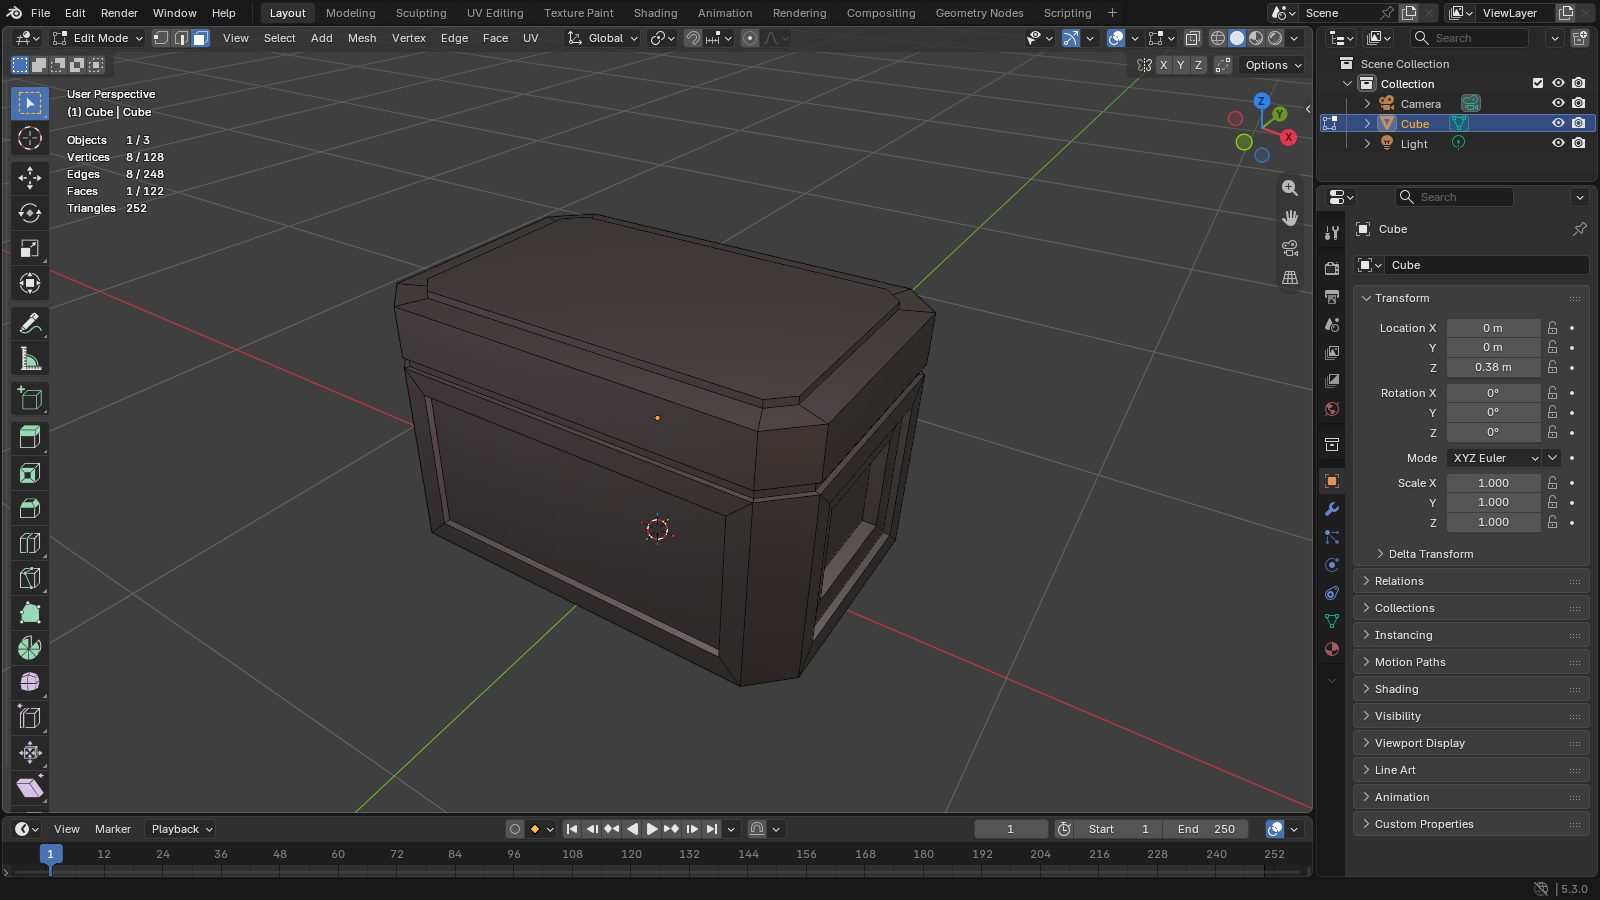 File Edit Render Window Help Layout Modeling Sculpting UV Editing Texture Paint Shading Animation Rendering Compositing Geometry Nodes Scripting + Scene ViewLayer
Edit Mode View Select Add Mesh Vertex Edge Face UV Global Search
X Y Z Options
User Perspective
(1) Cube | Cube
Objects 1 / 3
Vertices 8 / 128
Edges 8 / 248
Faces 1 / 122
Triangles 252
Z
Y
X
Scene Collection
Collection
Camera
Cube
Light
Search
Cube
Cube
Transform
Location X 0 m
Y 0 m
Z 0.38 m
Rotation X 0°
Y 0°
Z 0°
Mode XYZ Euler
Scale X 1.000
Y 1.000
Z 1.000
Delta Transform
Relations
Collections
Instancing
Motion Paths
Shading
Visibility
Viewport Display
Line Art
Animation
Custom Properties
View Marker Playback 1 Start 1 End 250
1 12 24 36 48 60 72 84 96 108 120 132 144 156 168 180 192 204 216 228 240 252
5.3.0